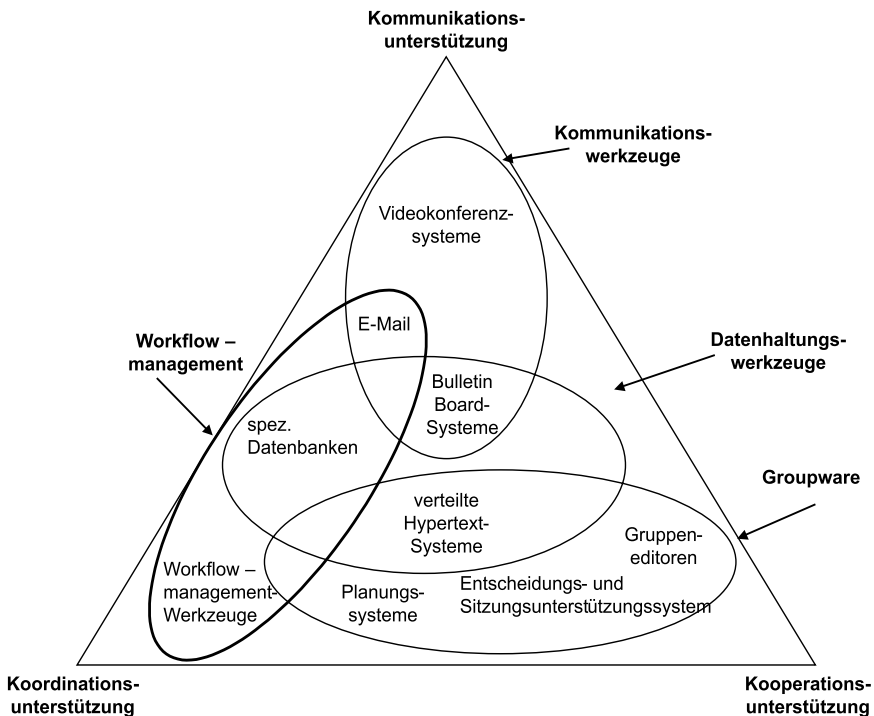 Kommunikations-
unterstützung
Kommunikations-
werkzeuge
Videokonferenz-
systeme
E-Mail
Workflow –
management
Datenhaltungs-
werkzeuge
Bulletin
Board-
Systeme
spez.
Datenbanken
Groupware
verteilte
Hypertext-
Systeme
Gruppen-
editoren
Workflow –
management-
Werkzeuge
Planungs-
systeme
Entscheidungs- und
Sitzungsunterstützungssystem
Koordinations-
unterstützung
Kooperations-
unterstützung